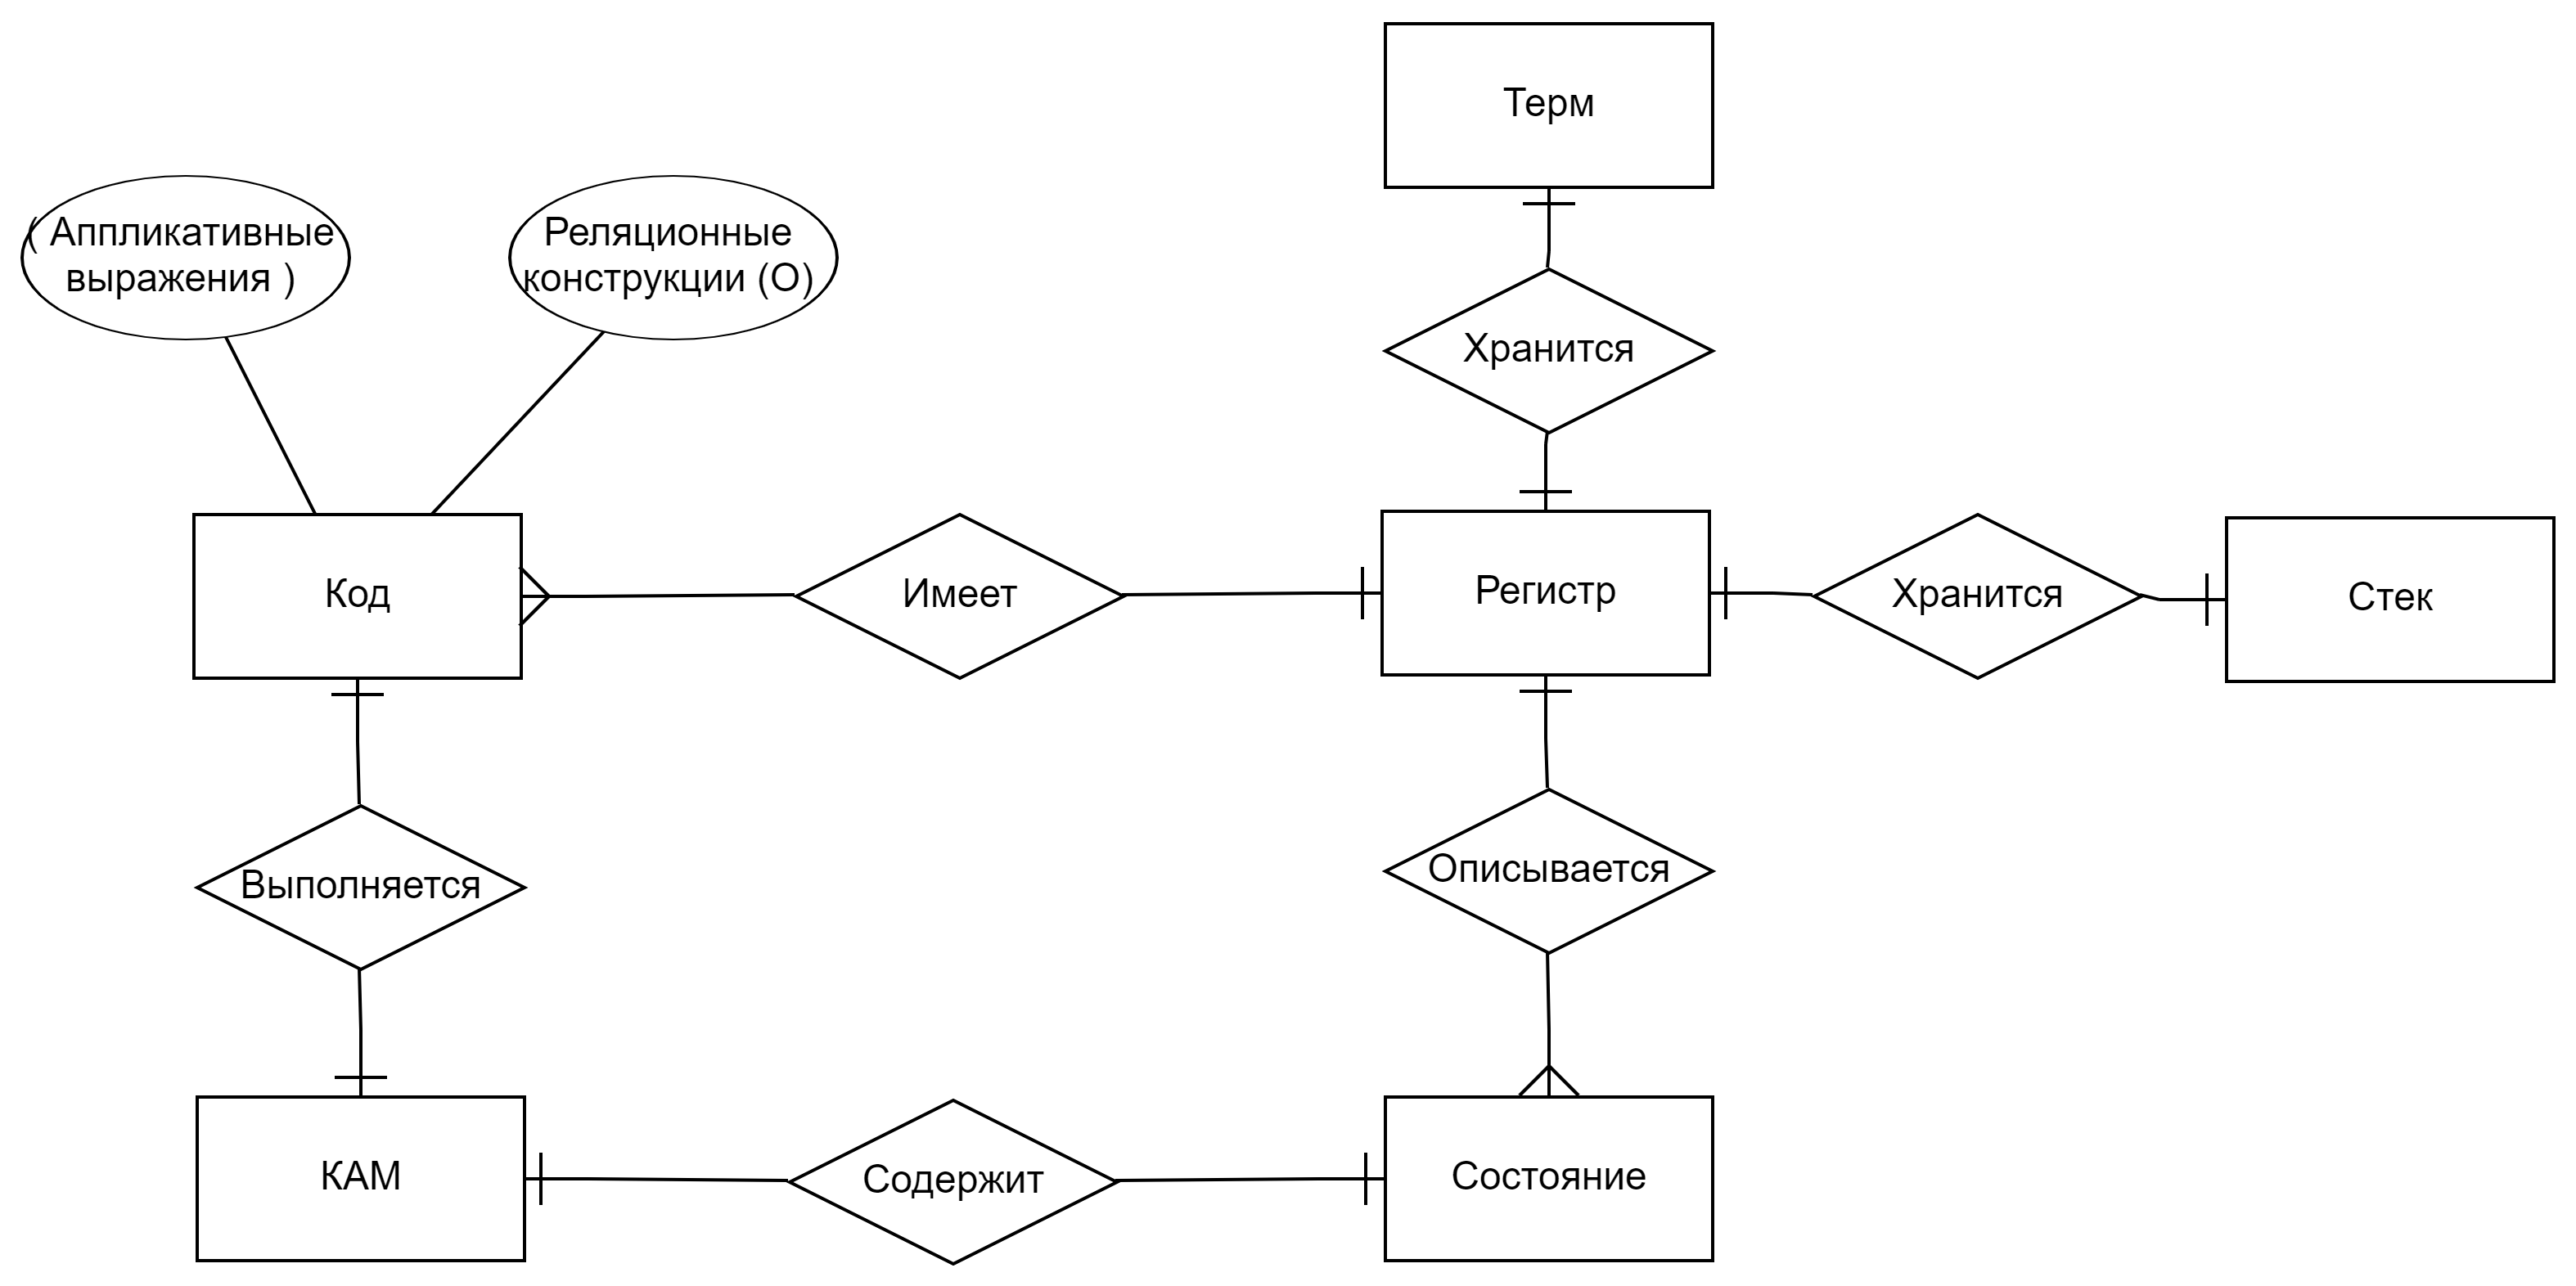 Терм
( Аппликативные
выражения )
Реляционные
конструкции (O)
Хранится
Код
Имеет
Регистр
Хранится
Стек
Выполняется
Описывается
КАМ
Содержит
Состояние